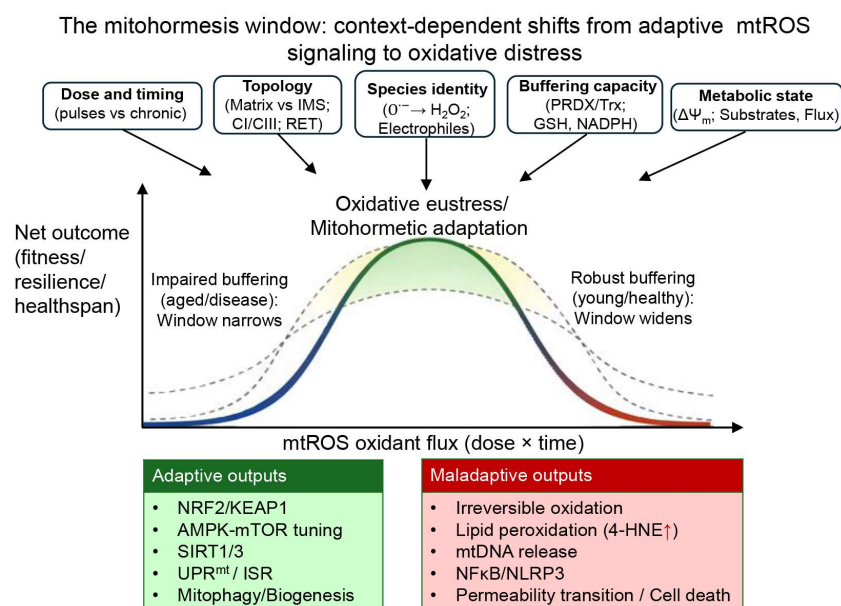 The mitohormesis window: context-dependent shifts from adaptive mtROS
signaling to oxidative distress
Dose and timing
(pulses vs chronic)
Topology
(Matrix vs IMS;
CI/CIII; RET)
Species identity
(O˙⁻→ H₂O₂;
Electrophiles)
Buffering capacity
(PRDX/Trx;
GSH, NADPH)
Metabolic state
(ΔΨₘ; Substrates, Flux)
Net outcome
(fitness/
resilience/
healthspan)
Oxidative eustress/
Mitohormetic adaptation
Impaired buffering
(aged/disease):
Window narrows
Robust buffering
(young/healthy):
Window widens
mtROS oxidant flux (dose × time)
Adaptive outputs
• NRF2/KEAP1
• AMPK-mTOR tuning
• SIRT1/3
• UPRᵐᵗ / ISR
• Mitophagy/Biogenesis
Maladaptive outputs
• Irreversible oxidation
• Lipid peroxidation (4-HNE↑)
• mtDNA release
• NFκB/NLRP3
• Permeability transition / Cell death